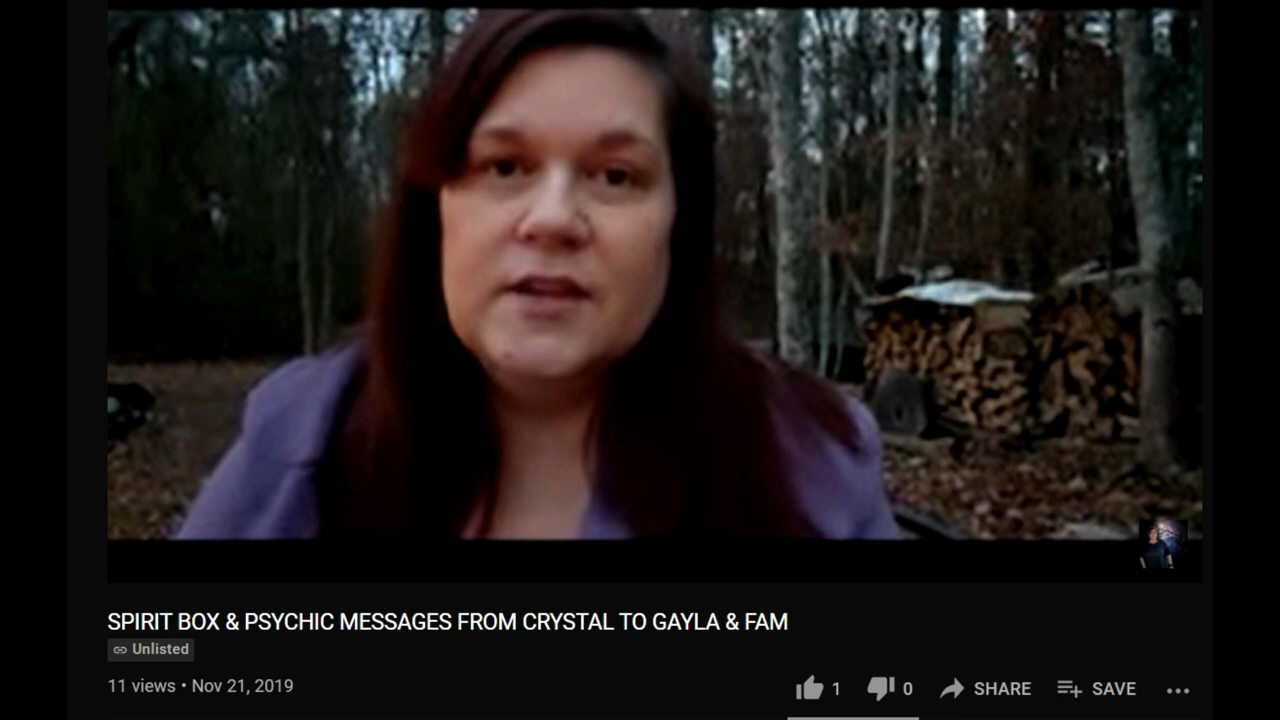 SPIRIT BOX & PSYCHIC MESSAGES FROM CRYSTAL TO GAYLA & FAM
Unlisted
11 views • Nov 21, 2019
1
0
SHARE
SAVE